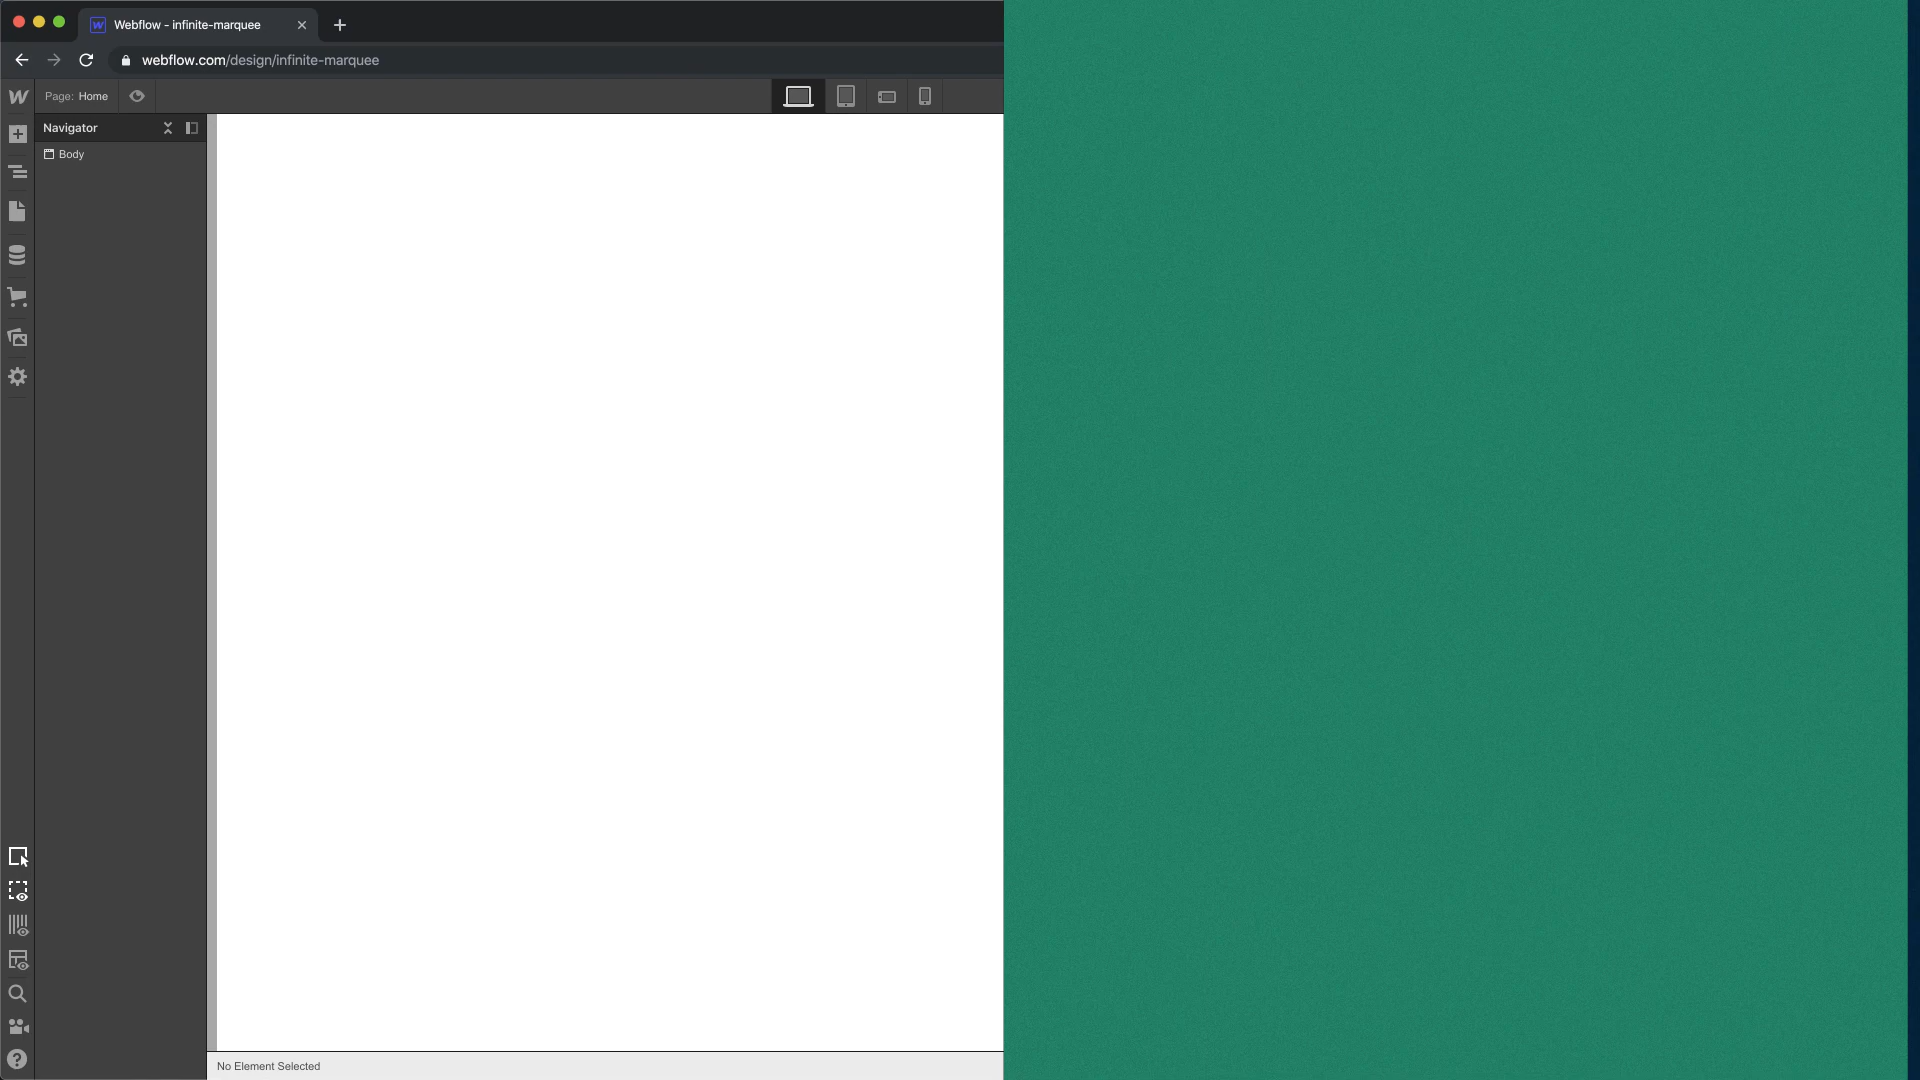 Webflow - infinite-marquee
webflow.com/design/infinite-marquee
Page: Home
Navigator
Body
No Element Selected